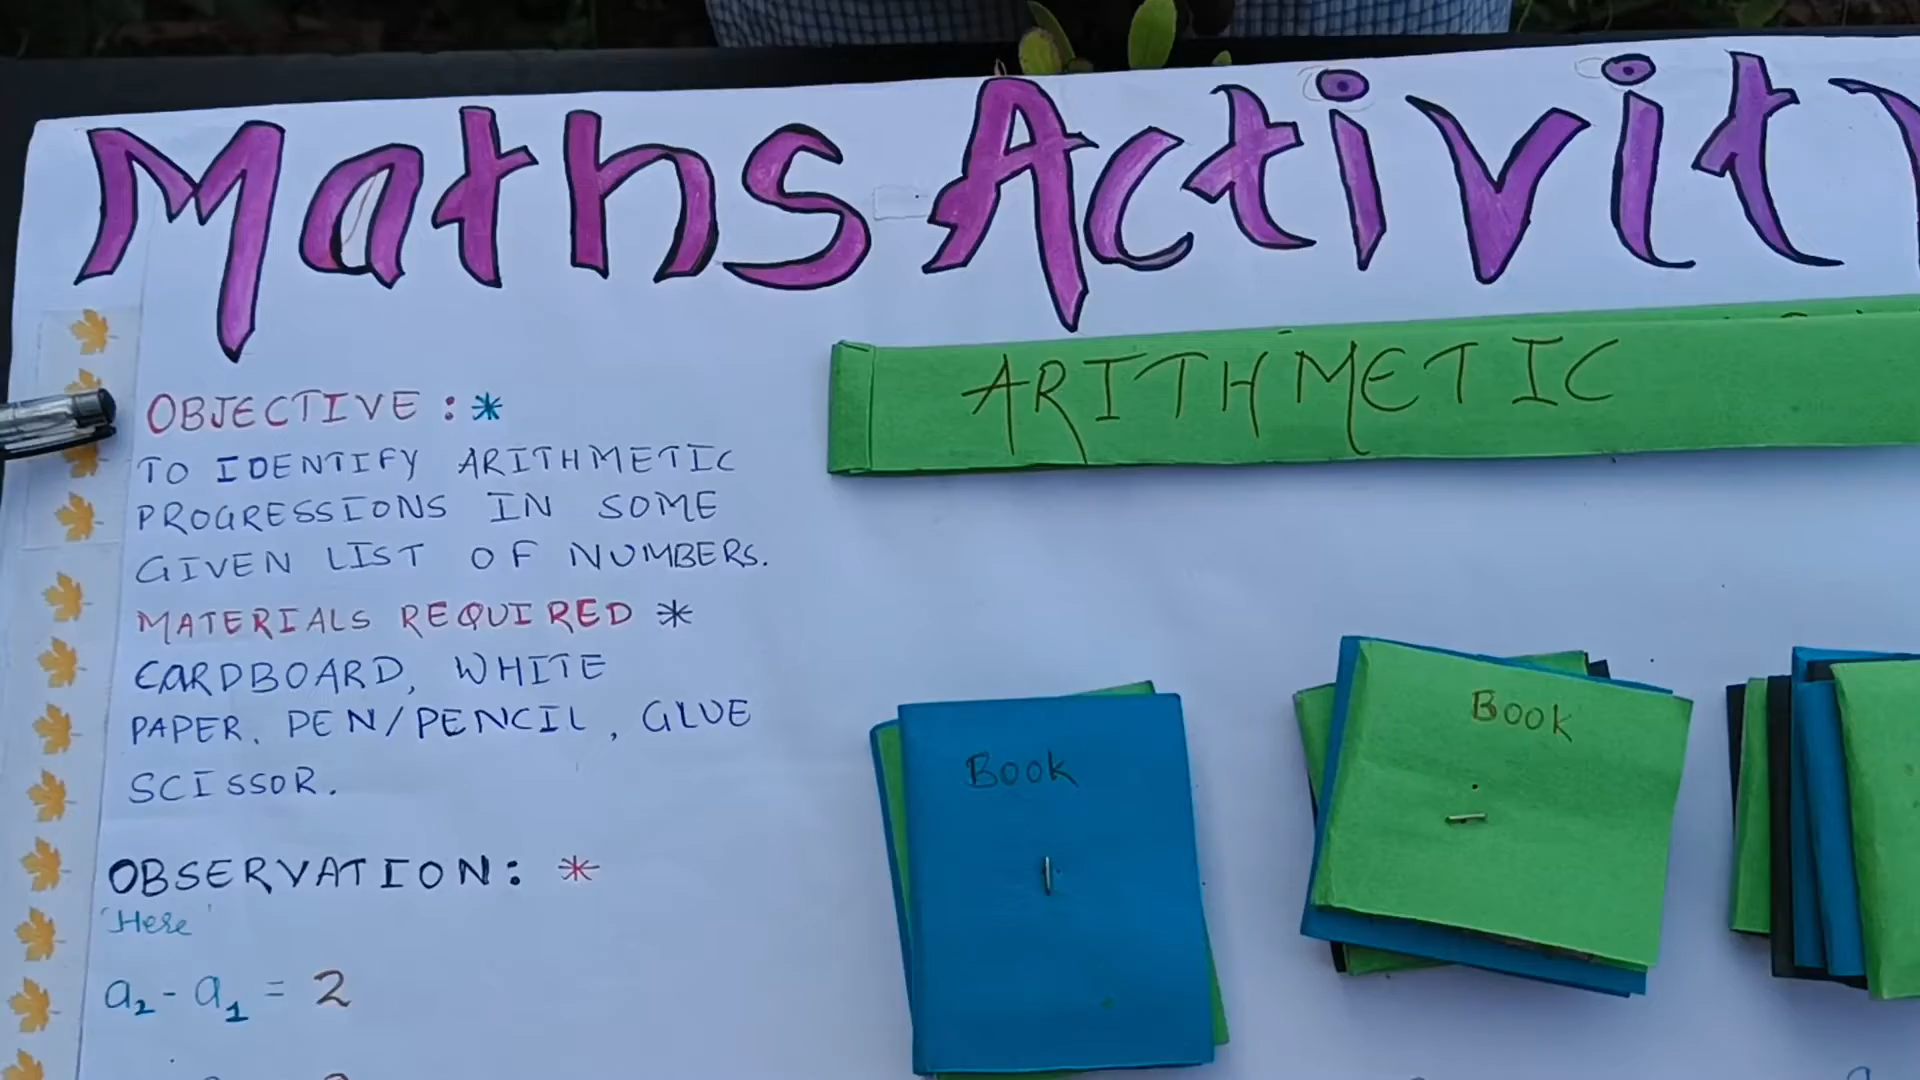 Maths Activit
ARITHMETIC
OBJECTIVE : *
TO IDENTIFY ARITHMETIC
PROGRESSIONS IN SOME
GIVEN LIST OF NUMBERS.
MATERIALS REQUIRED *
CARDBOARD, WHITE
PAPER, PEN/PENCIL, GLUE
SCISSOR.
OBSERVATION: *
'Here'
a₂ - a₁ = 2
Book
Book